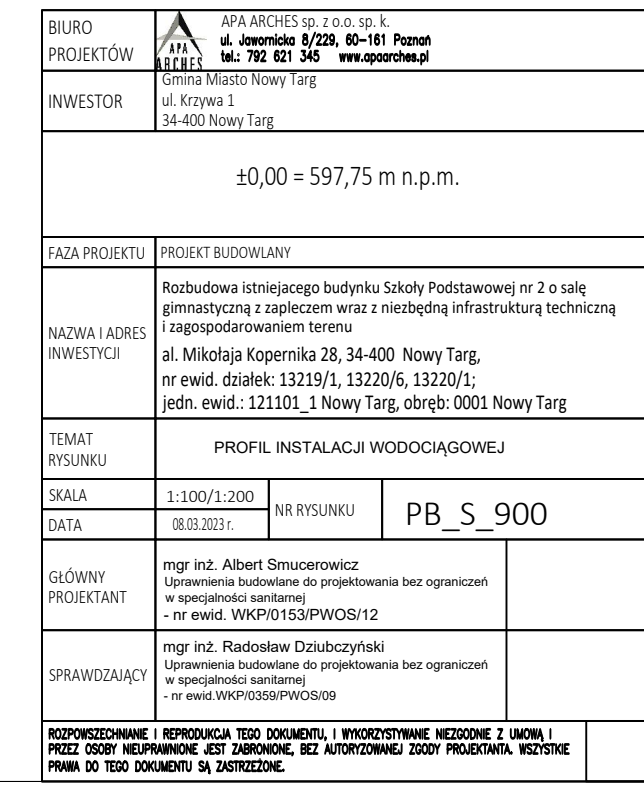 BIURO
PROJEKTÓW
APA
ARCHES
APA ARCHES sp. z o.o. sp. k.
ul. Jawornicka 8/229, 60-161 Poznań
tel.: 792 621 345 www.apaarches.pl
INWESTOR
Gmina Miasto Nowy Targ
ul. Krzywa 1
34-400 Nowy Targ
±0,00 = 597,75 m n.p.m.
FAZA PROJEKTU
PROJEKT BUDOWLANY
NAZWA I ADRES
INWESTYCJI
Rozbudowa istniejacego budynku Szkoły Podstawowej nr 2 o salę
gimnastyczną z zapleczem wraz z niezbędną infrastrukturą techniczną
i zagospodarowaniem terenu
al. Mikołaja Kopernika 28, 34-400 Nowy Targ,
nr ewid. działek: 13219/1, 13220/6, 13220/1;
jedn. ewid.: 121101_1 Nowy Targ, obręb: 0001 Nowy Targ
TEMAT
RYSUNKU
PROFIL INSTALACJI WODOCIĄGOWEJ
SKALA
1:100/1:200
DATA
08.03.2023 r.
NR RYSUNKU
PB_S_900
GŁÓWNY
PROJEKTANT
mgr inż. Albert Smucerowicz
Uprawnienia budowlane do projektowania bez ograniczeń
w specjalności sanitarnej
- nr ewid. WKP/0153/PWOS/12
SPRAWDZAJĄCY
mgr inż. Radosław Dziubczyński
Uprawnienia budowlane do projektowania bez ograniczeń
w specjalności sanitarnej
- nr ewid.WKP/0359/PWOS/09
ROZPOWSZECHNIANIE I REPRODUKCJA TEGO DOKUMENTU, I WYKORZYSTYWANIE NIEZGODNIE Z UMOWĄ I
PRZEZ OSOBY NIEUPRAWNIONE JEST ZABRONIONE, BEZ AUTORYZOWANEJ ZGODY PROJEKTANTA. WSZYSTKIE
PRAWA DO TEGO DOKUMENTU SĄ ZASTRZEŻONE.